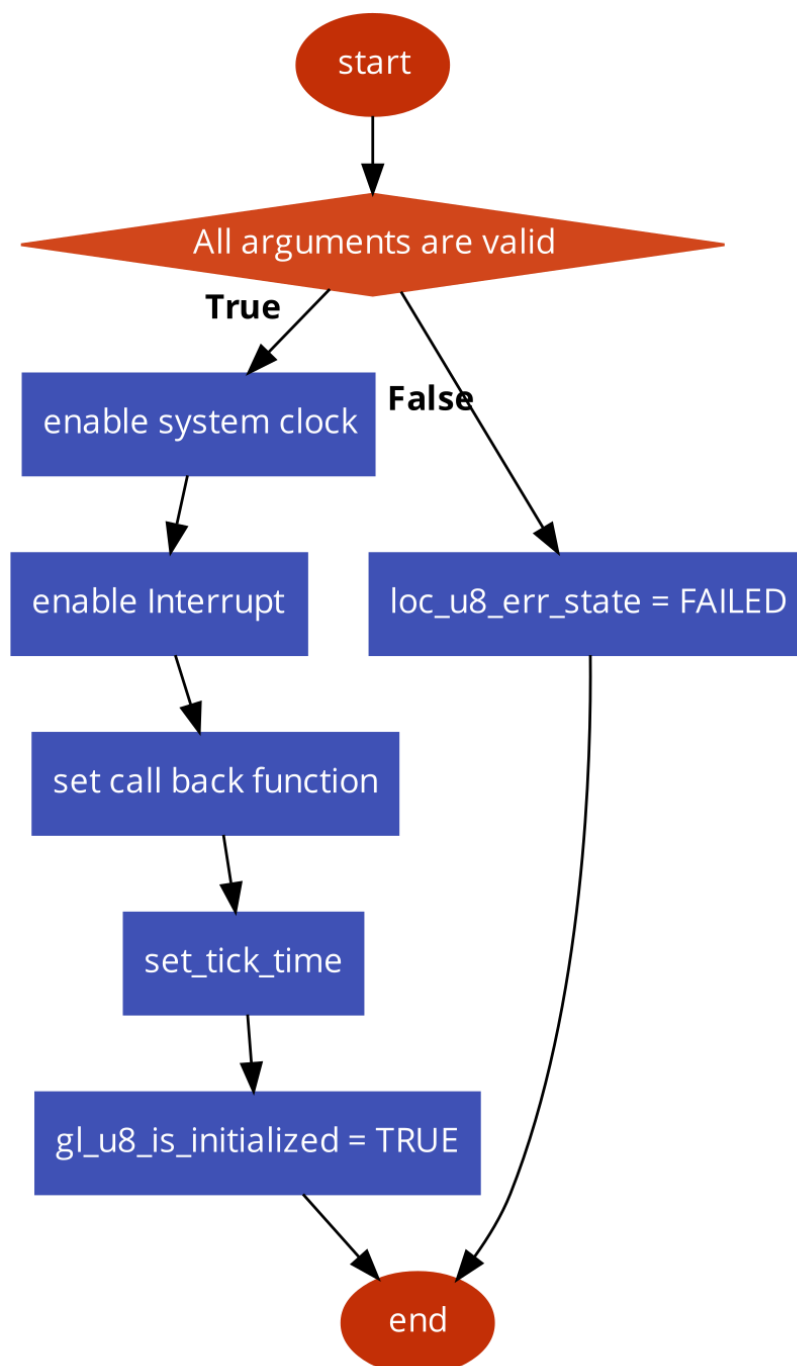 start
All arguments are valid
True
False
enable system clock
enable Interrupt
loc_u8_err_state = FAILED
set call back function
set_tick_time
gl_u8_is_initialized = TRUE
end